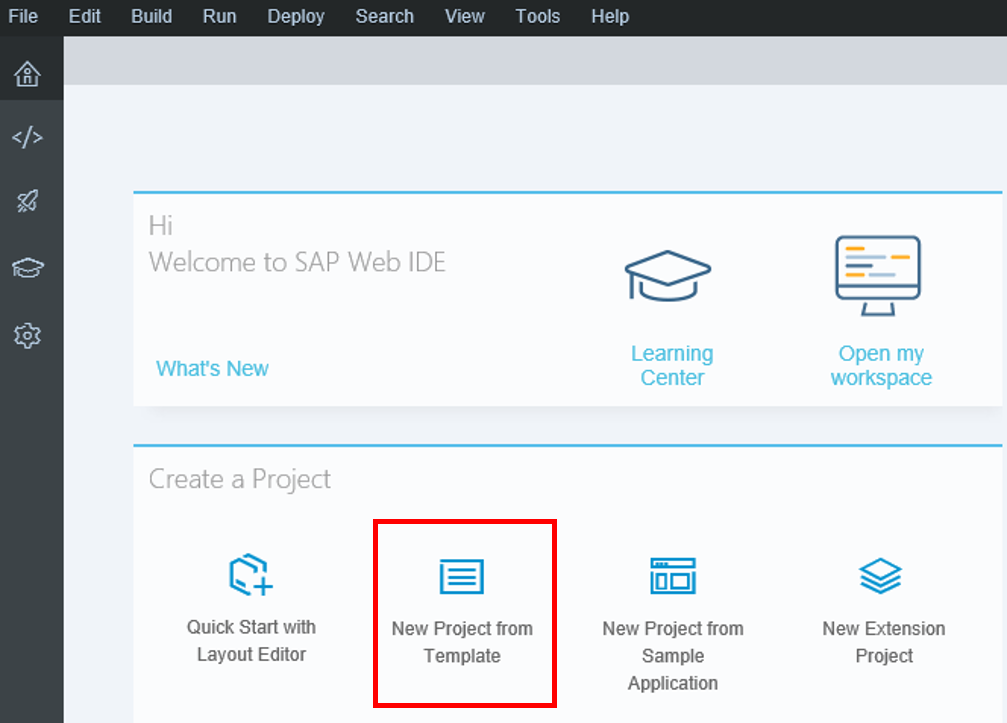 File Edit Build Run Deploy Search View Tools Help
Hi
Welcome to SAP Web IDE
What's New
Learning
Center
Open my
workspace
Create a Project
Quick Start with
Layout Editor
New Project from
Template
New Project from
Sample
Application
New Extension
Project